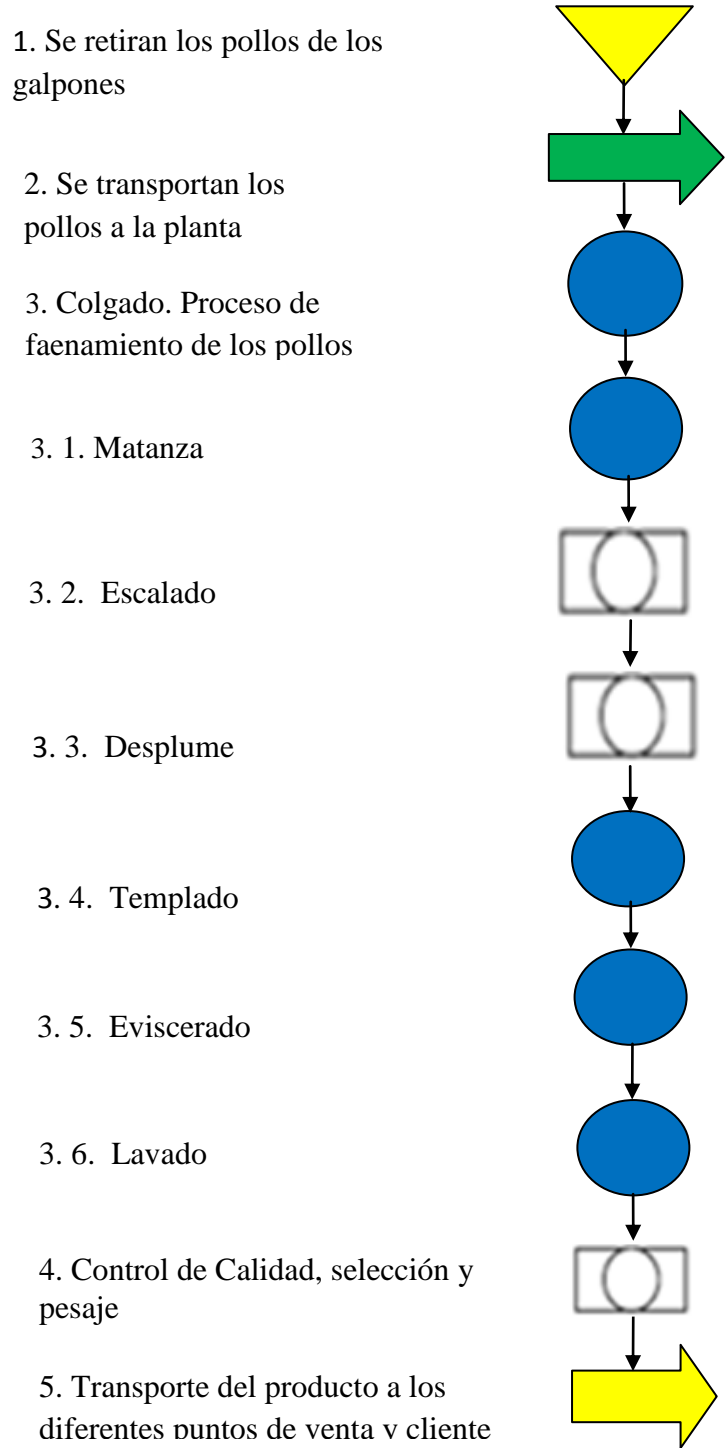 1. Se retiran los pollos de los
galpones
2. Se transportan los
pollos a la planta
3. Colgado. Proceso de
faenamiento de los pollos
3. 1. Matanza
3. 2. Escalado
3. 3. Desplume
3. 4. Templado
3. 5. Eviscerado
3. 6. Lavado
4. Control de Calidad, selección y
pesaje
5. Transporte del producto a los
diferentes puntos de venta y cliente